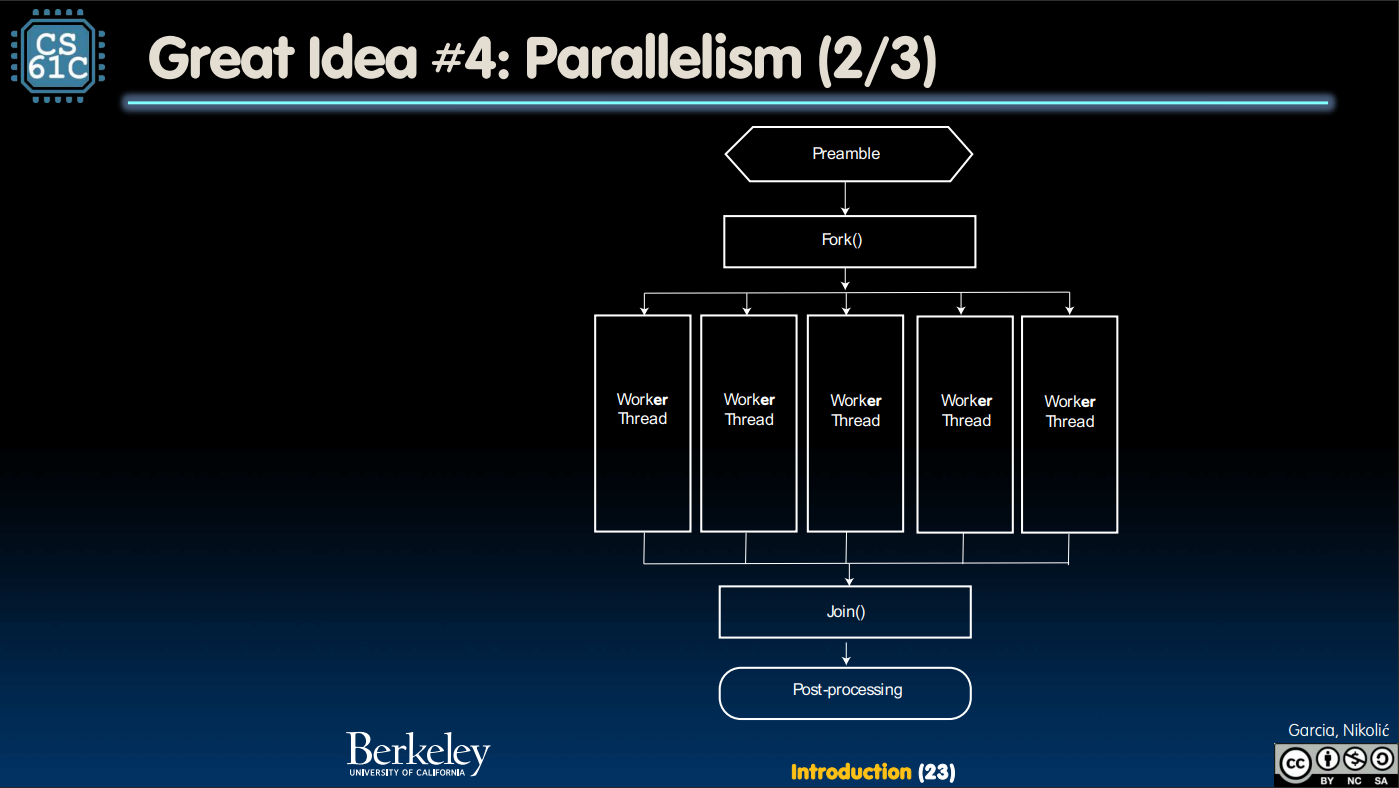 CS
61C
Great Idea #4: Parallelism (2/3)
Preamble
Fork()
Worker
Thread
Worker
Thread
Worker
Thread
Worker
Thread
Worker
Thread
Join()
Post-processing
Berkeley
UNIVERSITY OF CALIFORNIA
Introduction (23)
Garcia, Nikolić
cc
BY NC SA